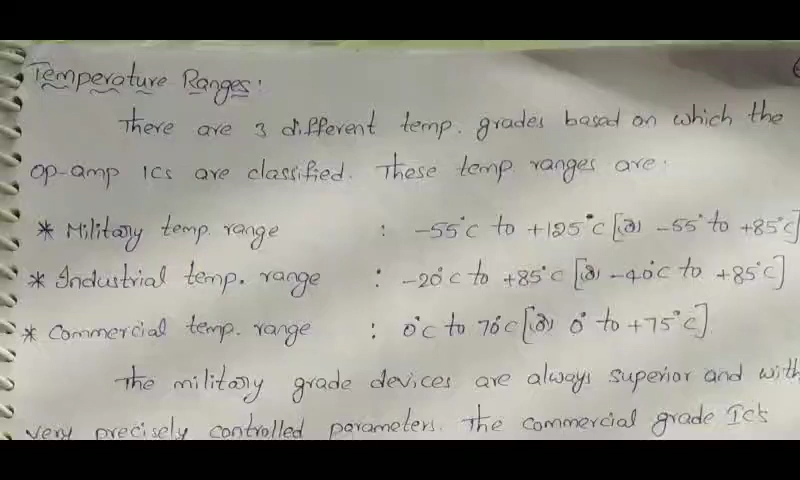 Temperature Ranges:
There are 3 different temp. grades based on which the
op-amp ICs are classified. These temp ranges are:
* Military temp. range : -55°C to +125°C [(or) -55° to +85°C]
* Industrial temp. range : -20°C to +85°C [(or) -40°C to +85°C]
* Commercial temp. range : 0°C to 70°C [(or) 0° to +75°C].
The military grade devices are always superior and with
very precisely controlled parameters. The commercial grade IC's